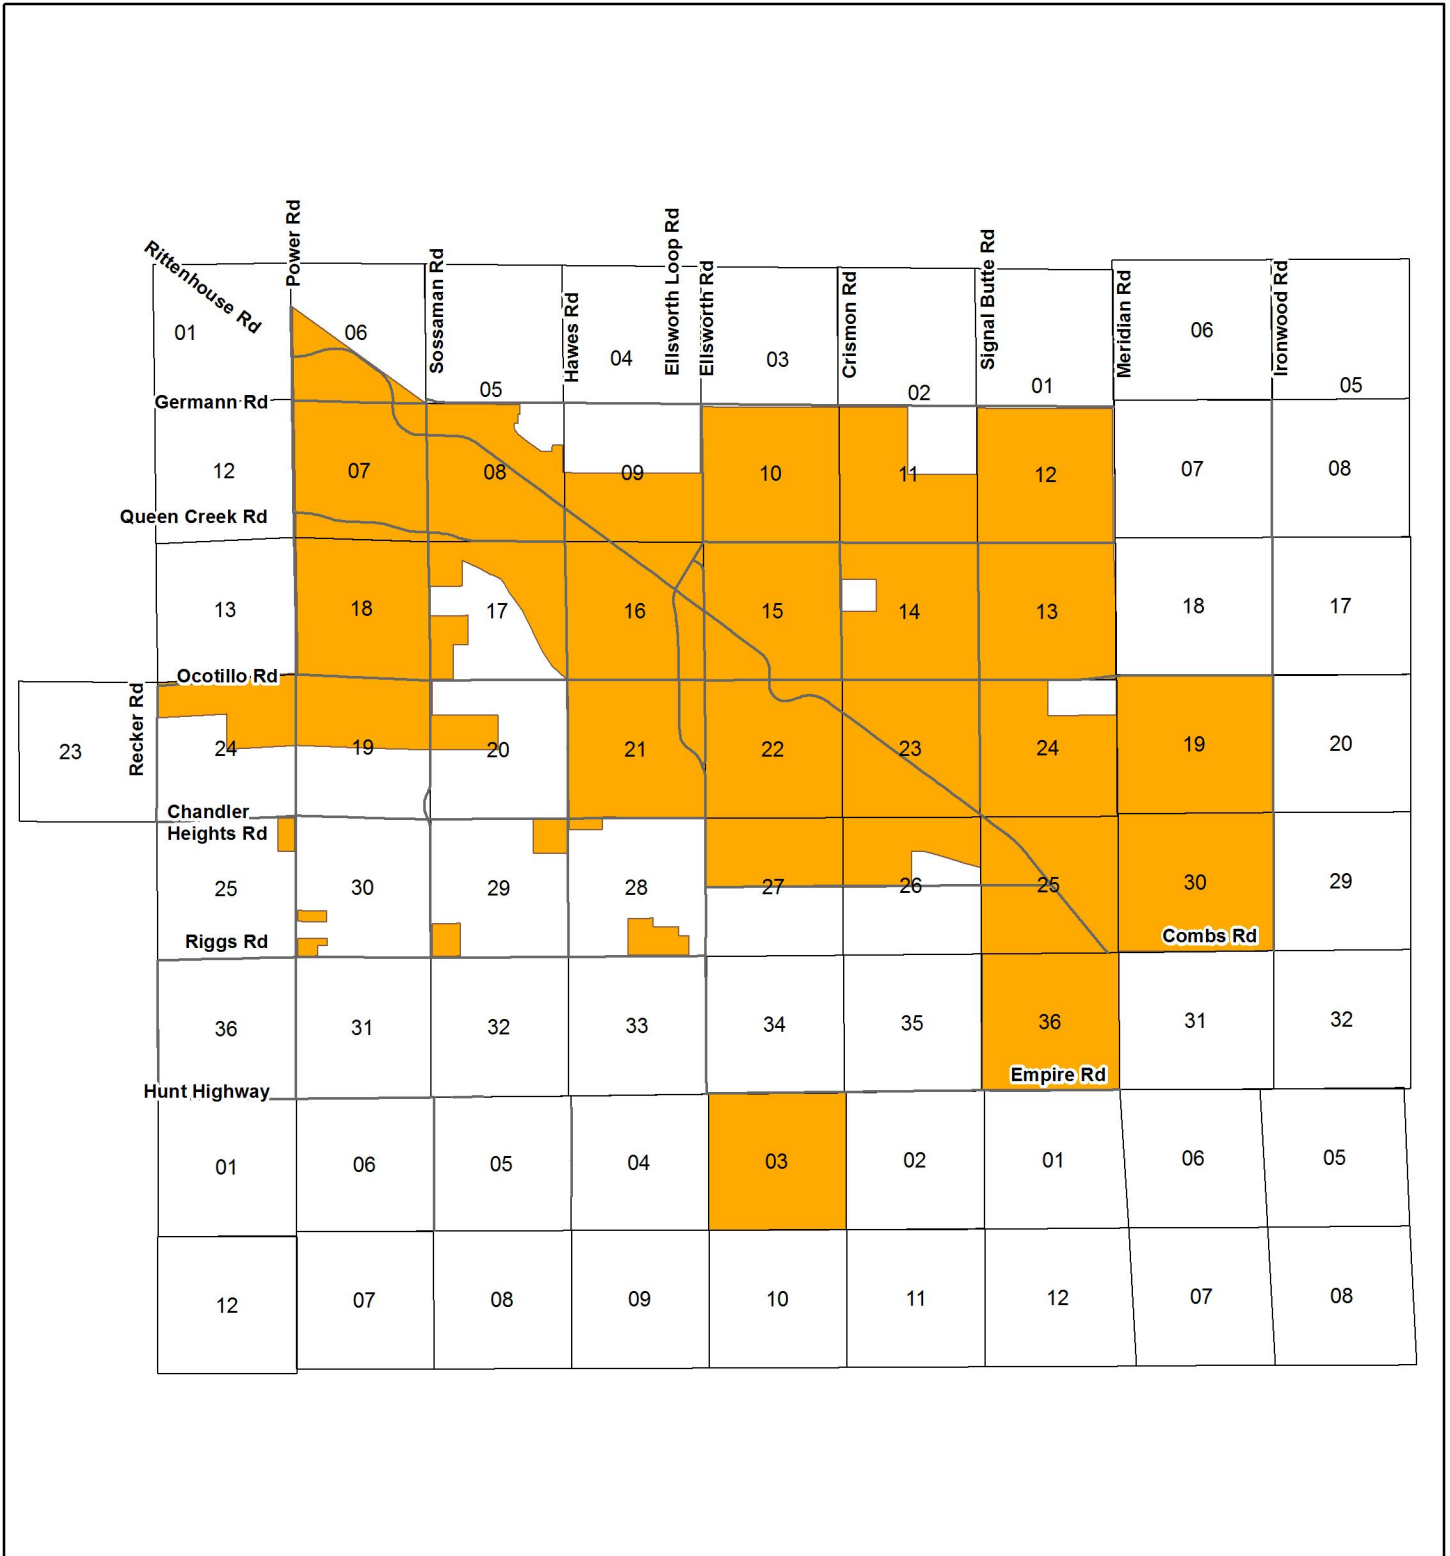 Rittenhouse Rd
Power Rd
Sossaman Rd
Hawes Rd
Ellsworth Loop Rd
Ellsworth Rd
Crismon Rd
Signal Butte Rd
Meridian Rd
Ironwood Rd
01 06 05 04 03 02 01 06 05
Germann Rd
12 07 08 09 10 11 12 07 08
Queen Creek Rd
13 18 17 16 15 14 13 18 17
Ocotillo Rd
Recker Rd
23 24 19 20 21 22 23 24 19 20
Chandler
Heights Rd
25 30 29 28 27 26 25 30 29
Riggs Rd
Combs Rd
36 31 32 33 34 35 36 31 32
Empire Rd
Hunt Highway
01 06 05 04 03 02 01 06 05
12 07 08 09 10 11 12 07 08